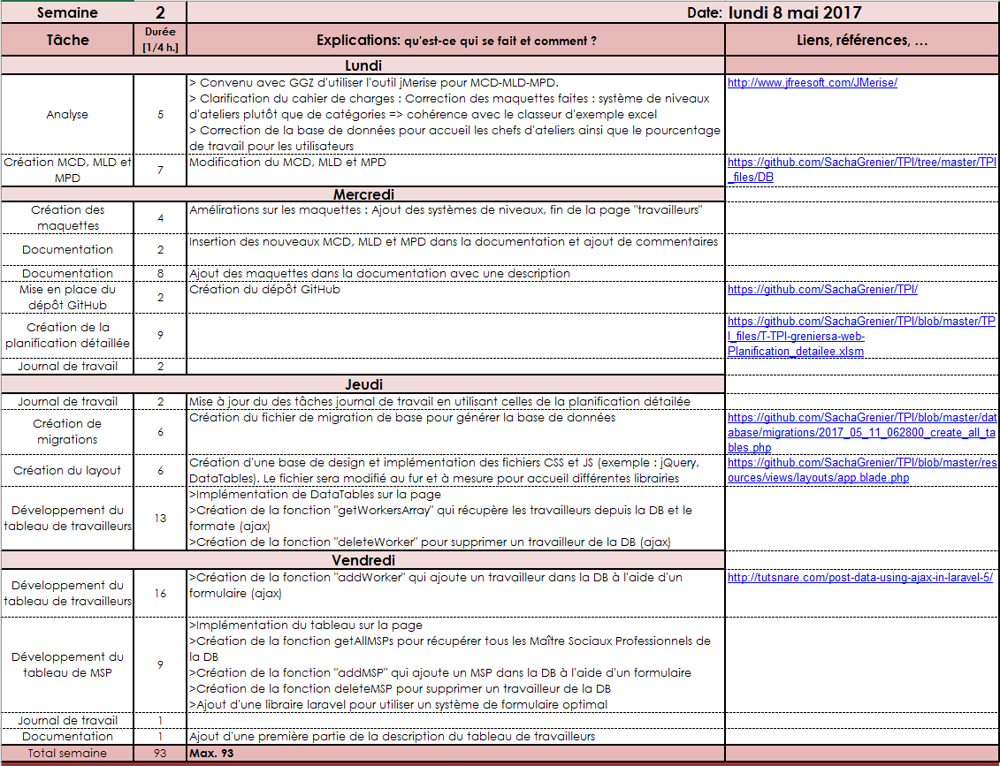 Semaine 2 Date: lundi 8 mai 2017
Tâche
Durée
[1/4 h.]
Explications: qu'est-ce qui se fait et comment ?
Liens, références, …
Lundi
Analyse
5
> Convenu avec GGZ d'utiliser l'outil jMerise pour MCD-MLD-MPD.
> Clarification du cahier de charges : Correction des maquettes faites : système de niveaux
d'ateliers plutôt que de catégories => cohérence avec le classeur d'exemple excel
> Correction de la base de données pour accueil les chefs d'ateliers ainsi que le pourcentage
de travail pour les utilisateurs
http://www.jfreesoft.com/JMerise/
Création MCD, MLD et
MPD
7
Modification du MCD, MLD et MPD
https://github.com/SachaGrenier/TPI/tree/master/TPI
_files/DB
Mercredi
Création des
maquettes
4
Amélirations sur les maquettes : Ajout des systèmes de niveaux, fin de la page "travailleurs"
Documentation
2
Insertion des nouveaux MCD, MLD et MPD dans la documentation et ajout de commentaires
Documentation
8
Ajout des maquettes dans la documentation avec une description
Mise en place du
dépôt GitHub
2
Création du dépôt GitHub
https://github.com/SachaGrenier/TPI/
Création de la
planification détaillée
9
https://github.com/SachaGrenier/TPI/blob/master/TP
I_files/T-TPI-greniersa-web-
Planification_detailee.xlsm
Journal de travail
2
Jeudi
Journal de travail
2
Mise à jour du des tâches journal de travail en utilisant celles de la planification détailée
Création de
migrations
6
Création du fichier de migration de base pour générer la base de données
https://github.com/SachaGrenier/TPI/blob/master/dat
abase/migrations/2017_05_11_062800_create_all_ta
bles.php
Création du layout
6
Création d'une base de design et implémentation des fichiers CSS et JS (exemple : jQuery,
DataTables). Le fichier sera modifié au fur et à mesure pour accueil différentes librairies
https://github.com/SachaGrenier/TPI/blob/master/res
ources/views/layouts/app.blade.php
Développement du
tableau de travailleurs
13
>Implémentation de DataTables sur la page
>Création de la fonction "getWorkersArray" qui récupère les travailleurs depuis la DB et le
formate (ajax)
>Création de la fonction "deleteWorker" pour supprimer un travailleur de la DB (ajax)
Vendredi
Développement du
tableau de travailleurs
16
>Création de la fonction "addWorker" qui ajoute un travailleur dans la DB à l'aide d'un
formulaire (ajax)
http://tutsnare.com/post-data-using-ajax-in-laravel-5/
Développement du
tableau de MSP
9
>Implémentation du tableau sur la page
>Création de la fonction getAllMSPs pour récupérer tous les Maître Sociaux Professionnels de
la DB
>Création de la fonction "addMSP" qui ajoute un MSP dans la DB à l'aide d'un formulaire
>Création de la fonction deleteMSP pour supprimer un travailleur de la DB
>Ajout d'une libraire laravel pour utiliser un système de formulaire optimal
Journal de travail
1
Documentation
1
Ajout d'une première partie de la description du tableau de travailleurs
Total semaine 93 Max. 93